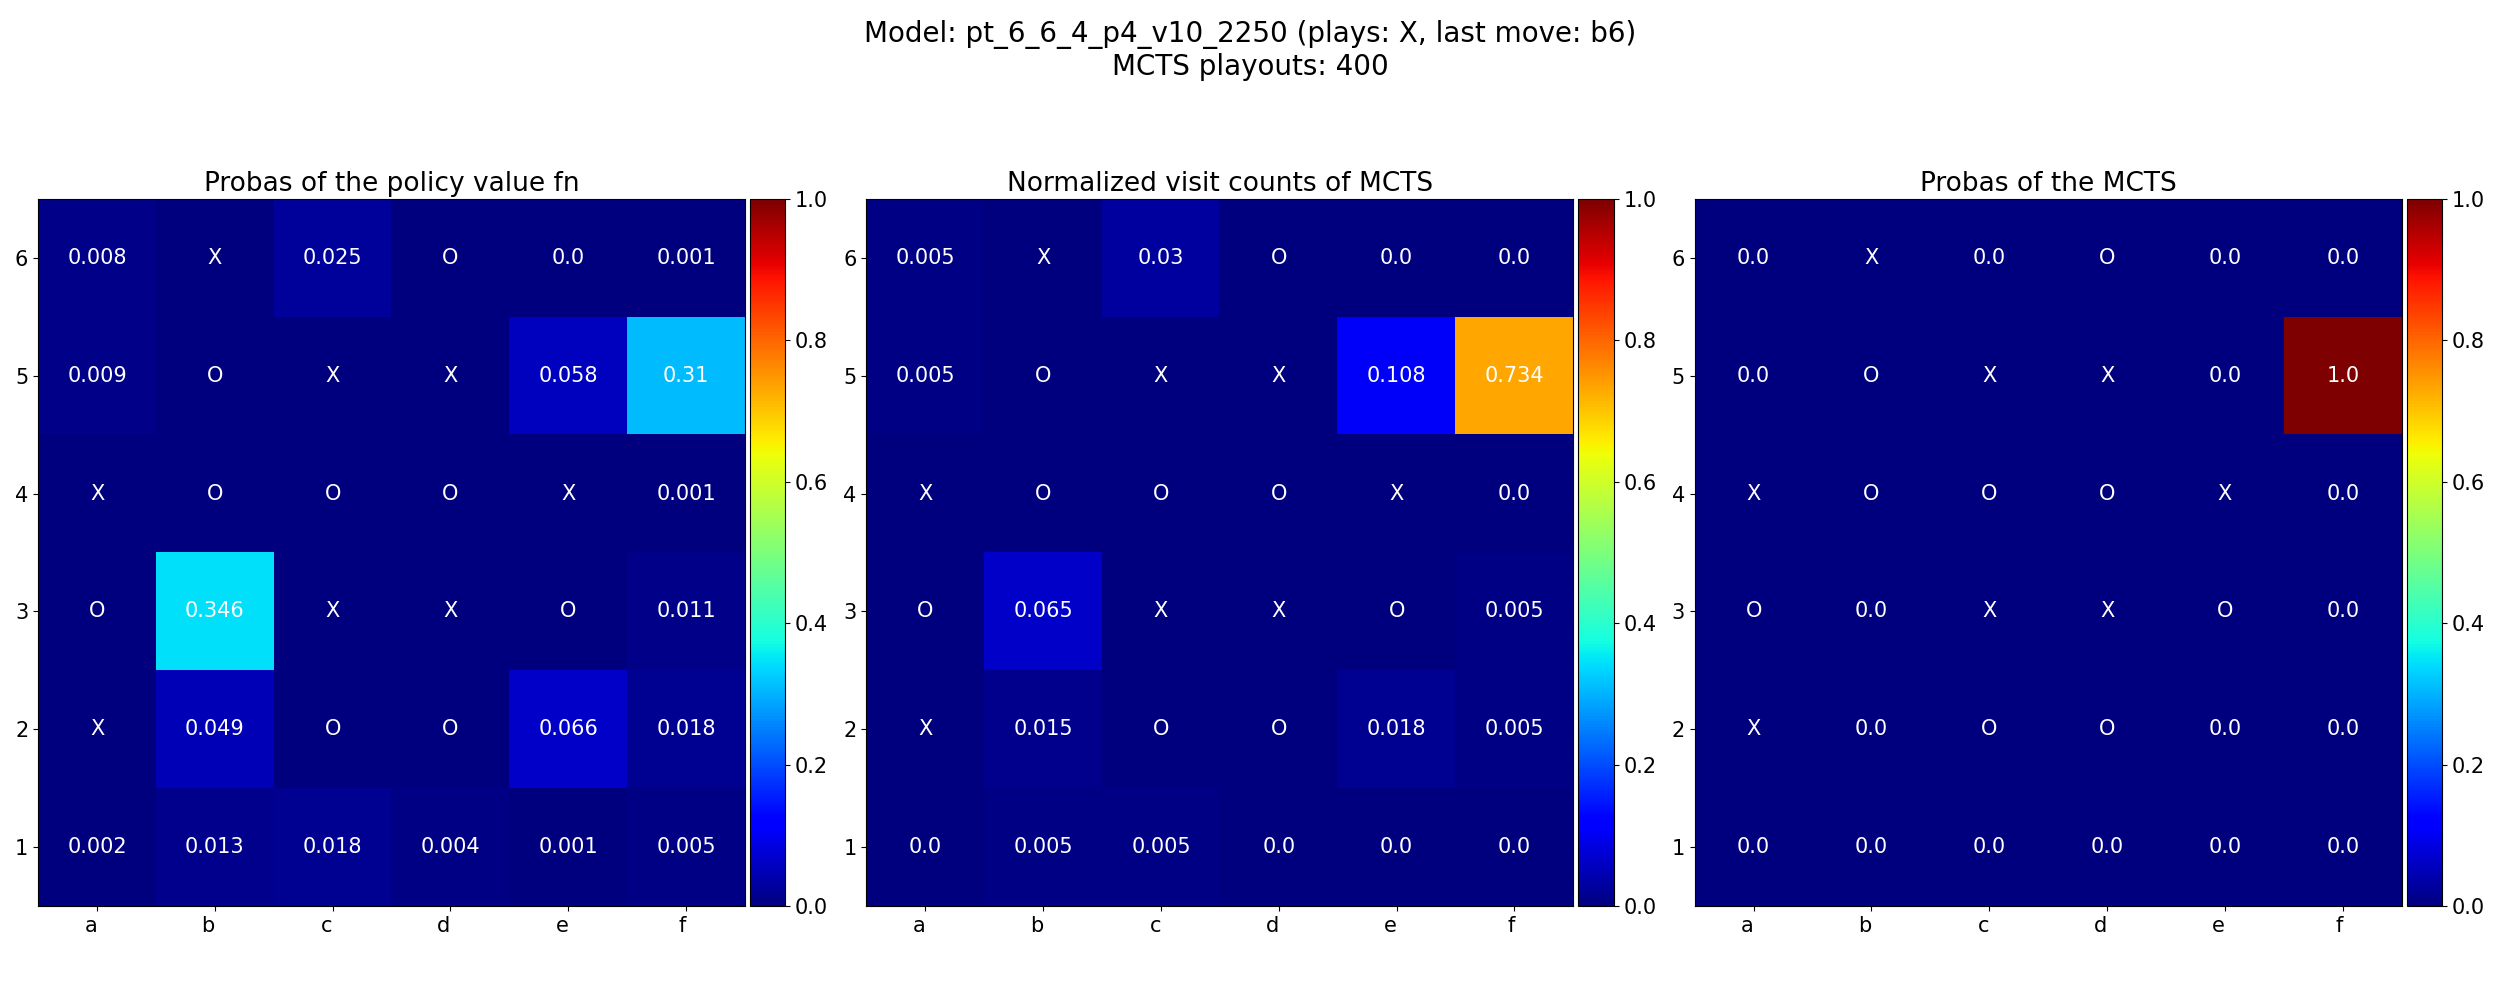 Model: pt_6_6_4_p4_v10_2250 (plays: X, last move: b6)
MCTS playouts: 400
Probas of the policy value fn
6 0.008 X 0.025 O 0.0 0.001
5 0.009 O X X 0.058 0.31
4 X O O O X 0.001
3 O 0.346 X X O 0.011
2 X 0.049 O O 0.066 0.018
1 0.002 0.013 0.018 0.004 0.001 0.005
a b c d e f
1.0
0.8
0.6
0.4
0.2
0.0
Normalized visit counts of MCTS
6 0.005 X 0.03 O 0.0 0.0
5 0.005 O X X 0.108 0.734
4 X O O O X 0.0
3 O 0.065 X X O 0.005
2 X 0.015 O O 0.018 0.005
1 0.0 0.005 0.005 0.0 0.0 0.0
a b c d e f
1.0
0.8
0.6
0.4
0.2
0.0
Probas of the MCTS
6 0.0 X 0.0 O 0.0 0.0
5 0.0 O X X 0.0 1.0
4 X O O O X 0.0
3 O 0.0 X X O 0.0
2 X 0.0 O O 0.0 0.0
1 0.0 0.0 0.0 0.0 0.0 0.0
a b c d e f
1.0
0.8
0.6
0.4
0.2
0.0